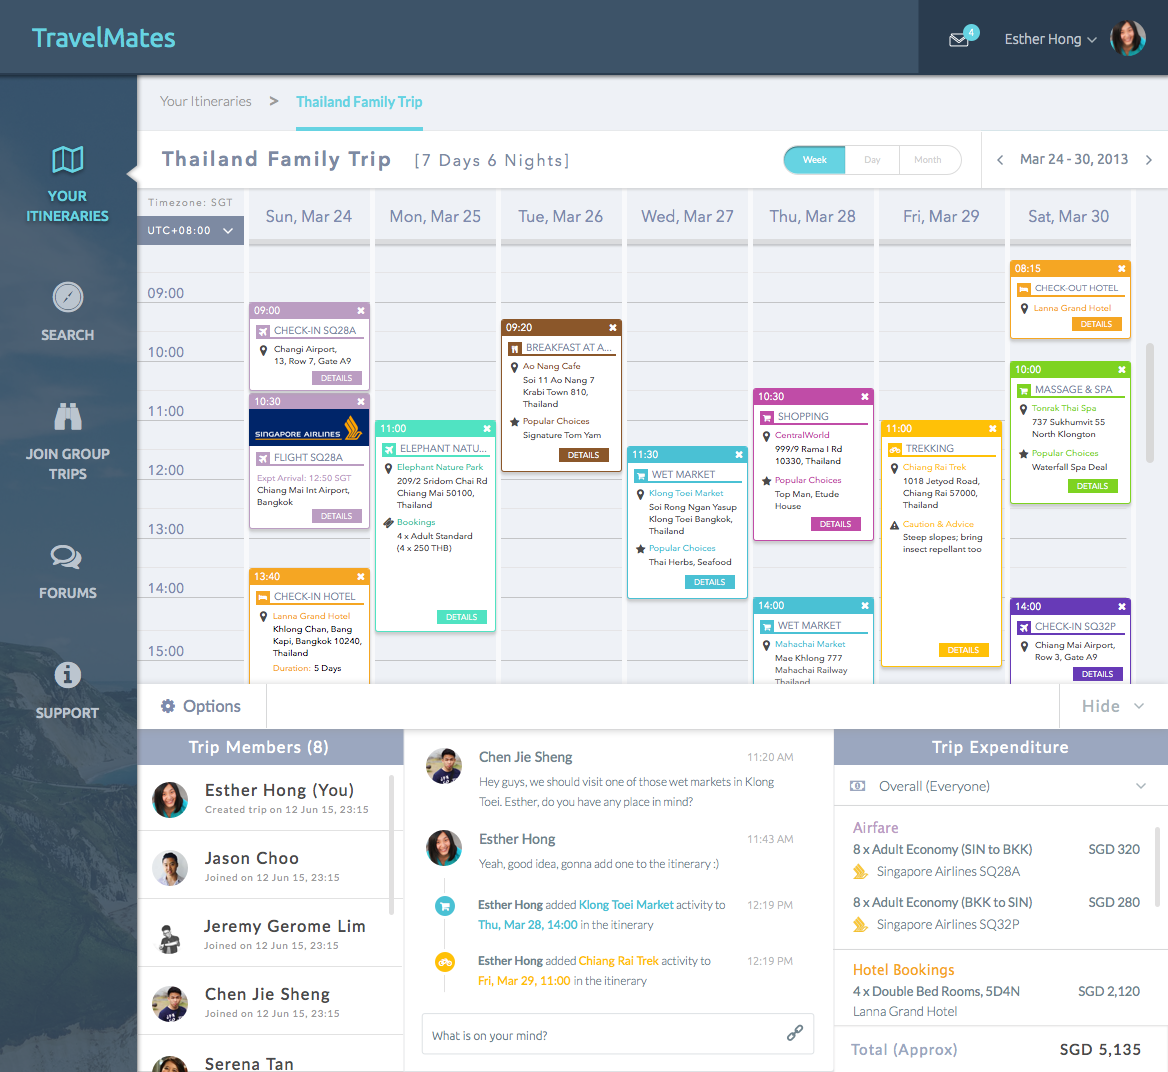 TravelMates
4
Esther Hong
YOUR
ITINERARIES
SEARCH
JOIN GROUP
TRIPS
FORUMS
SUPPORT
Your Itineraries > Thailand Family Trip
Thailand Family Trip [7 Days 6 Nights]
Week Day Month
Mar 24 - 30, 2013
Timezone: SGT
UTC+08:00
Sun, Mar 24
Mon, Mar 25
Tue, Mar 26
Wed, Mar 27
Thu, Mar 28
Fri, Mar 29
Sat, Mar 30
09:00
10:00
11:00
12:00
13:00
14:00
15:00
09:00
CHECK-IN SQ28A
Changi Airport,
13, Row 7, Gate A9
DETAILS
10:30
SINGAPORE AIRLINES
FLIGHT SQ28A
Expt Arrival: 12:50 SGT
Chiang Mai Int Airport,
Bangkok
DETAILS
13:40
CHECK-IN HOTEL
Lanna Grand Hotel
Khlong Chan, Bang
Kapi, Bangkok 10240,
Thailand
Duration: 5 Days
11:00
ELEPHANT NATU...
Elephant Nature Park
209/2 Sridom Chai Rd
Chiang Mai 50100,
Thailand
Bookings
4 x Adult Standard
(4 x 250 THB)
DETAILS
09:20
BREAKFAST AT A...
Ao Nang Cafe
Soi 11 Ao Nang 7
Krabi Town 810,
Thailand
Popular Choices
Signature Tom Yam
DETAILS
11:30
WET MARKET
Klong Toei Market
Soi Rong Ngan Yasup
Klong Toei Bangkok,
Thailand
Popular Choices
Thai Herbs, Seafood
DETAILS
10:30
SHOPPING
CentralWorld
999/9 Rama I Rd
10330, Thailand
Popular Choices
Top Man, Etude
House
DETAILS
14:00
WET MARKET
Mahachai Market
Mae Khlong 777
Mahachai Railway
Thailand
11:00
TREKKING
Chiang Rai Trek
1018 Jetyod Road,
Chiang Rai 57000,
Thailand
Caution & Advice
Steep slopes; bring
insect repellant too
DETAILS
08:15
CHECK-OUT HOTEL
Lanna Grand Hotel
DETAILS
10:00
MASSAGE & SPA
Tonrak Thai Spa
737 Sukhumvit 55
North Klongton
Popular Choices
Waterfall Spa Deal
DETAILS
14:00
CHECK-IN SQ32P
Chiang Mai Airport,
Row 3, Gate A9
DETAILS
Options
Hide
Trip Members (8)
Esther Hong (You)
Created trip on 12 Jun 15, 23:15
Jason Choo
Joined on 12 Jun 15, 23:15
Jeremy Gerome Lim
Joined on 12 Jun 15, 23:15
Chen Jie Sheng
Joined on 12 Jun 15, 23:15
Serena Tan
Chen Jie Sheng 11:20 AM
Hey guys, we should visit one of those wet markets in Klong
Toei. Esther, do you have any place in mind?
Esther Hong 11:43 AM
Yeah, good idea, gonna add one to the itinerary :)
Esther Hong added Klong Toei Market activity to 12:19 PM
Thu, Mar 28, 14:00 in the itinerary
Esther Hong added Chiang Rai Trek activity to 12:19 PM
Fri, Mar 29, 11:00 in the itinerary
What is on your mind?
Trip Expenditure
Overall (Everyone)
Airfare
8 x Adult Economy (SIN to BKK) SGD 320
Singapore Airlines SQ28A
8 x Adult Economy (BKK to SIN) SGD 280
Singapore Airlines SQ32P
Hotel Bookings
4 x Double Bed Rooms, 5D4N SGD 2,120
Lanna Grand Hotel
Total (Approx) SGD 5,135